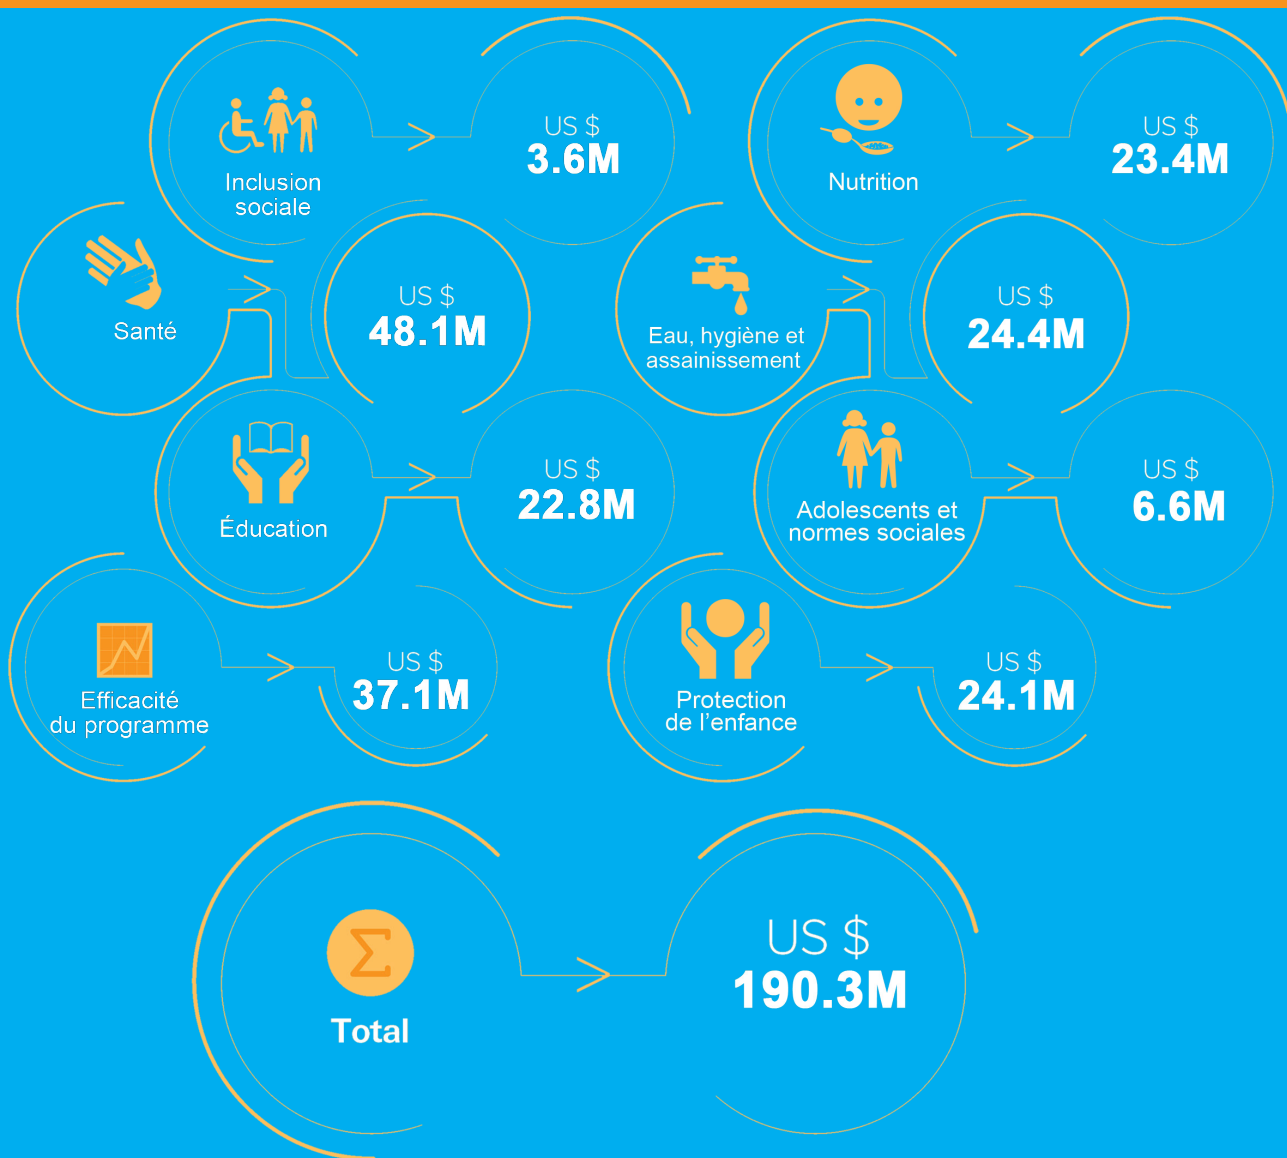 Inclusion
sociale
US $
3.6M
Nutrition
US $
23.4M
Santé
US $
48.1M
Eau, hygiène et
assainissement
US $
24.4M
Éducation
US $
22.8M
Adolescents et
normes sociales
US $
6.6M
Efficacité
du programme
US $
37.1M
Protection
de l’enfance
US $
24.1M
Σ
Total
US $
190.3M